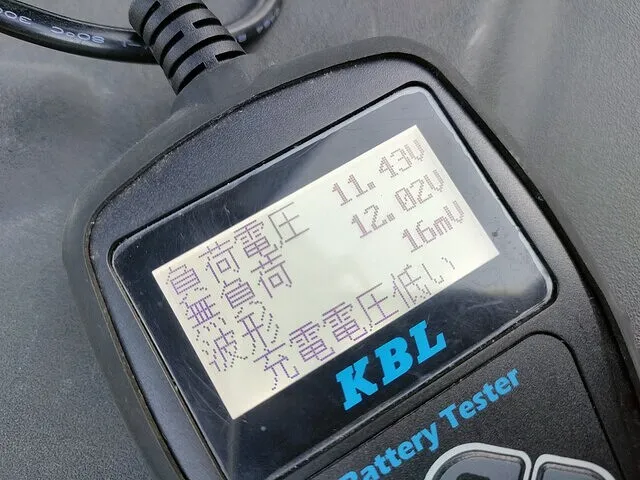 負荷電圧 11.43V
無負荷 12.02V
波形 16mV
充電電圧低い
KBL
Battery Tester